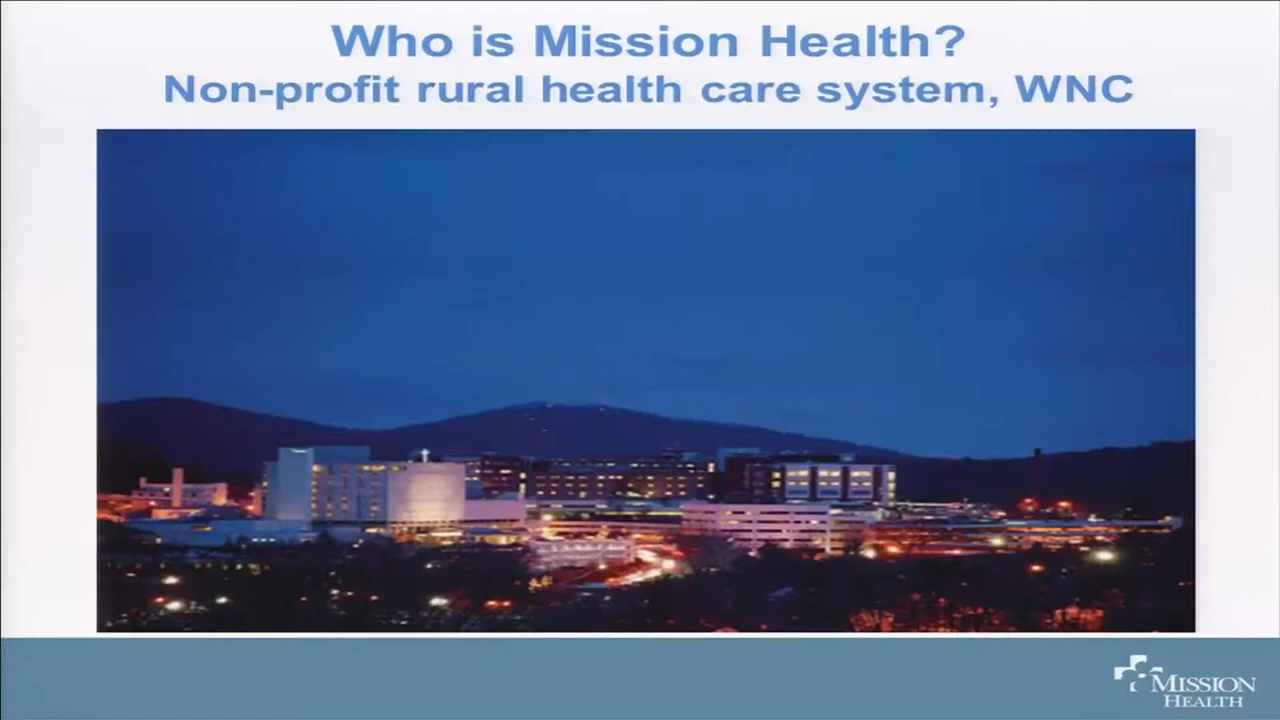 Who is Mission Health?
Non-profit rural health care system, WNC
MISSION
HEALTH